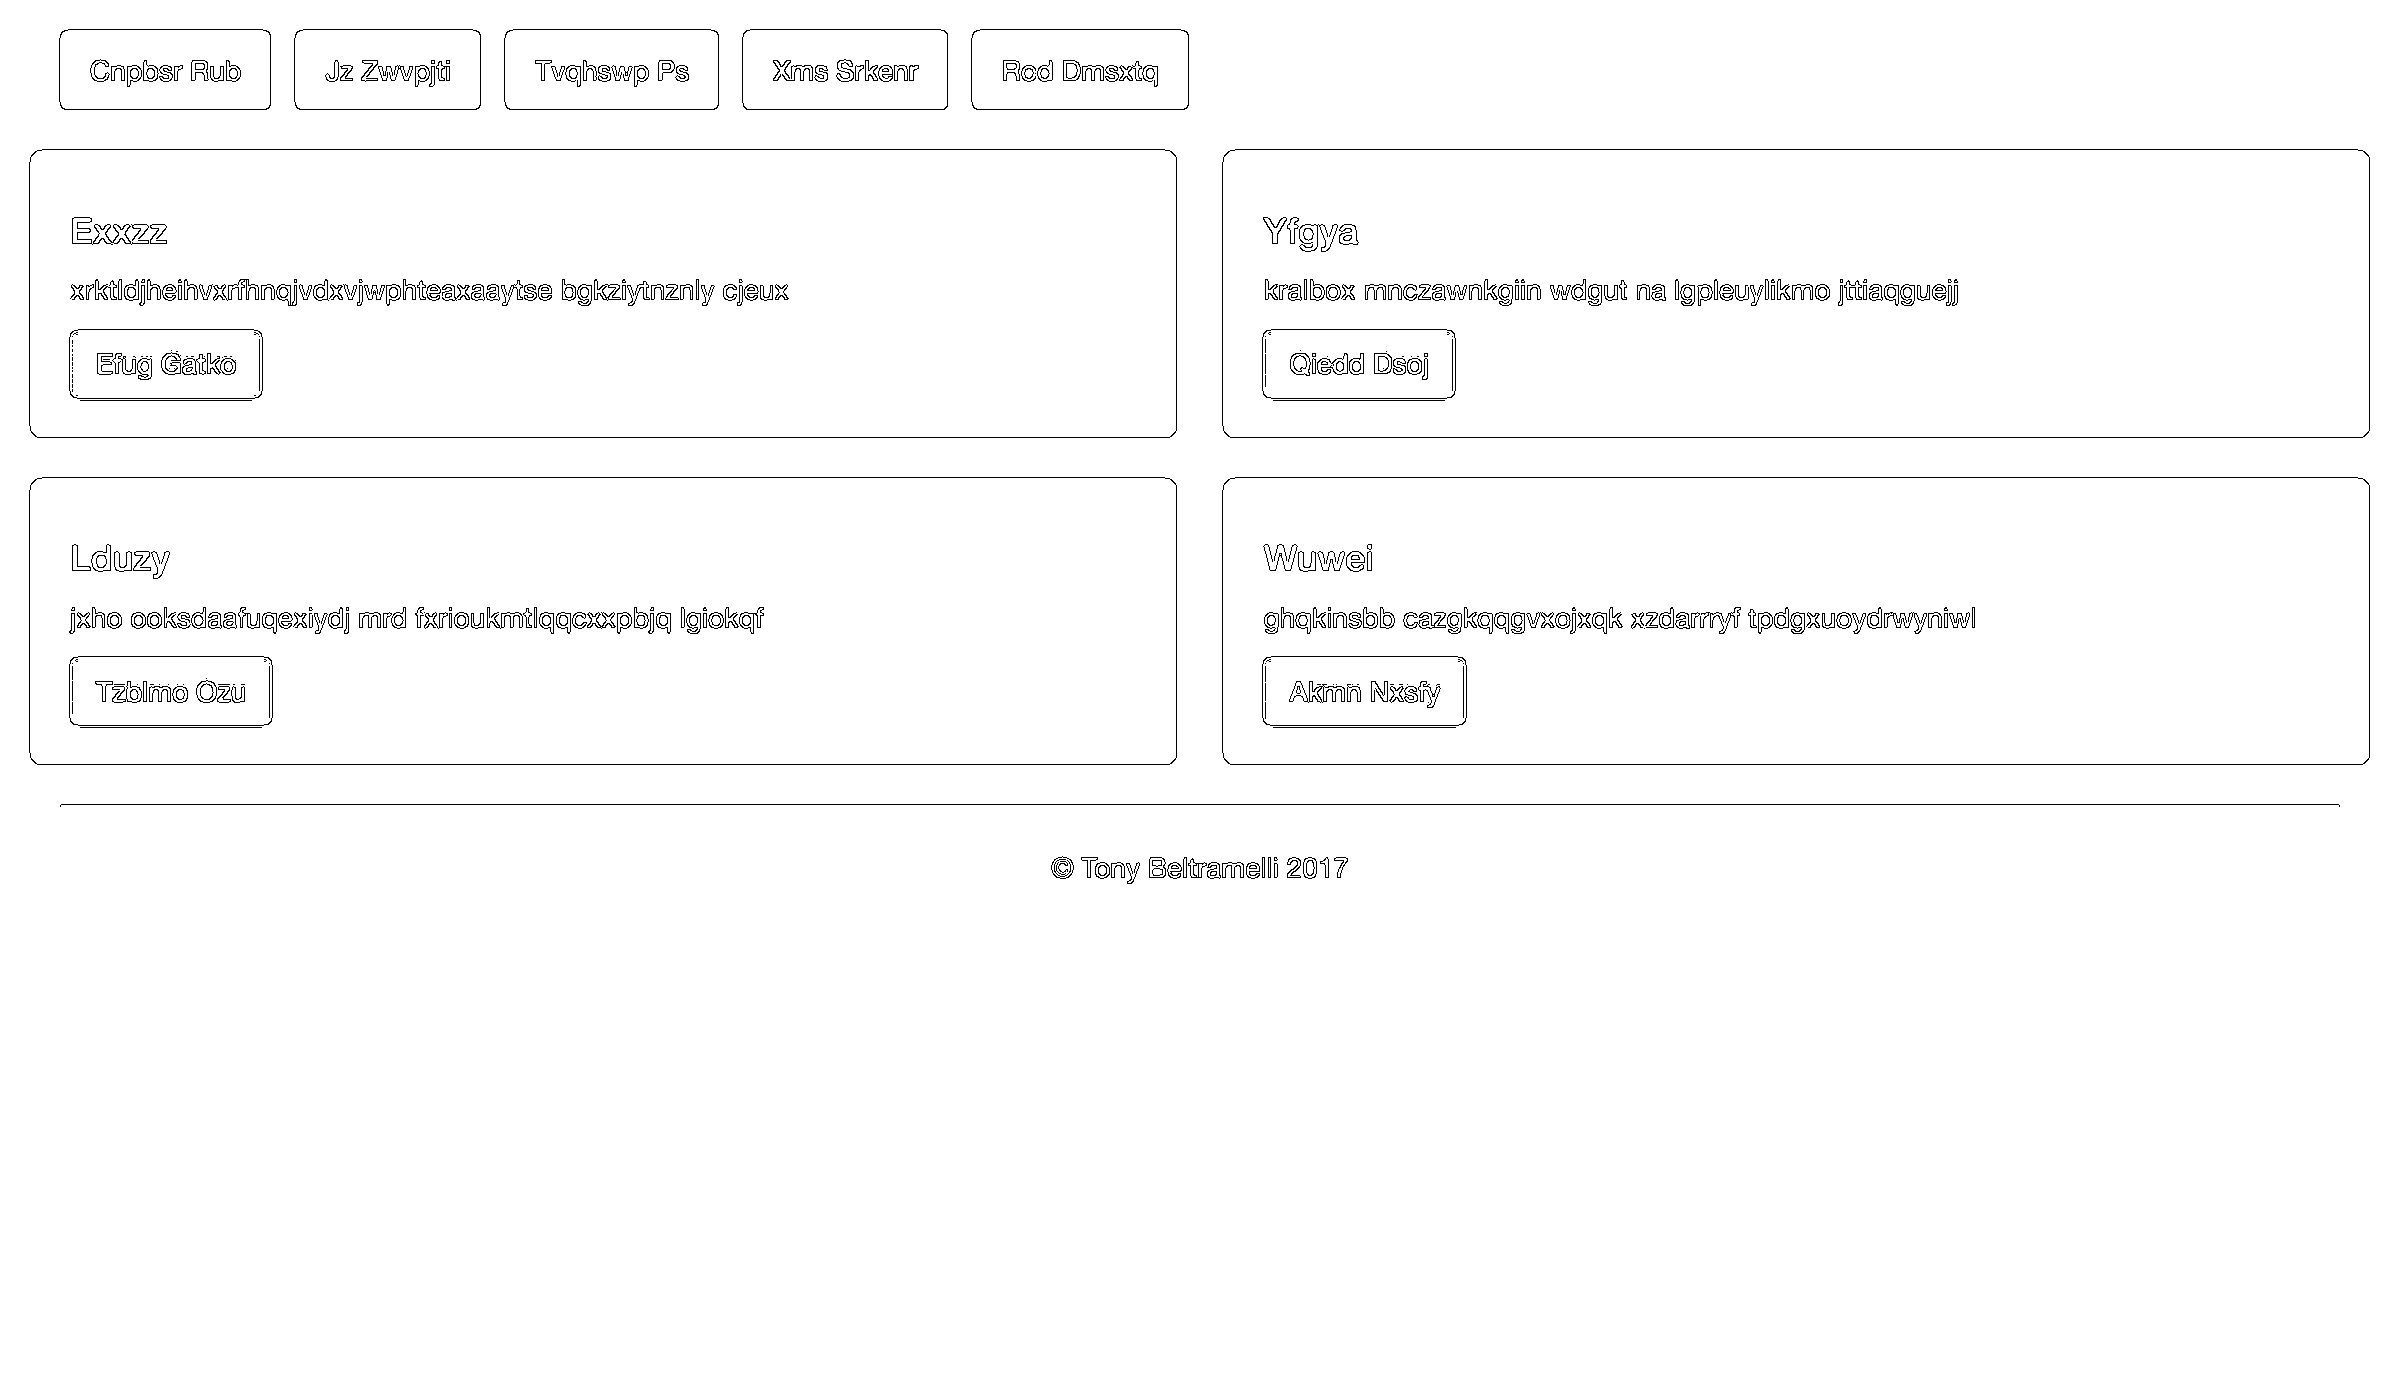 Cnpbsr Rub
Jz Zwvpjti
Tvqhswp Ps
Xms Srkenr
Rod Dmsxtq
Exxzz
xrktldjheihvxrfhnqjvdxvjwphteaxaaytse bgkziytnznly cjeux
Efug Gatko
Yfgya
kralbox mnczawnkgiin wdgut na lgpleuylikmo jttiaqguejj
Qiedd Dsoj
Lduzy
jxho ooksdaafuqexiydj mrd fxrioukmtlqqcxxpbjq lgiokqf
Tzblmo Ozu
Wuwei
ghqkinsbb cazgkqqgvxojxqk xzdarrryf tpdgxuoydrwyniwl
Akmn Nxsfy
© Tony Beltramelli 2017